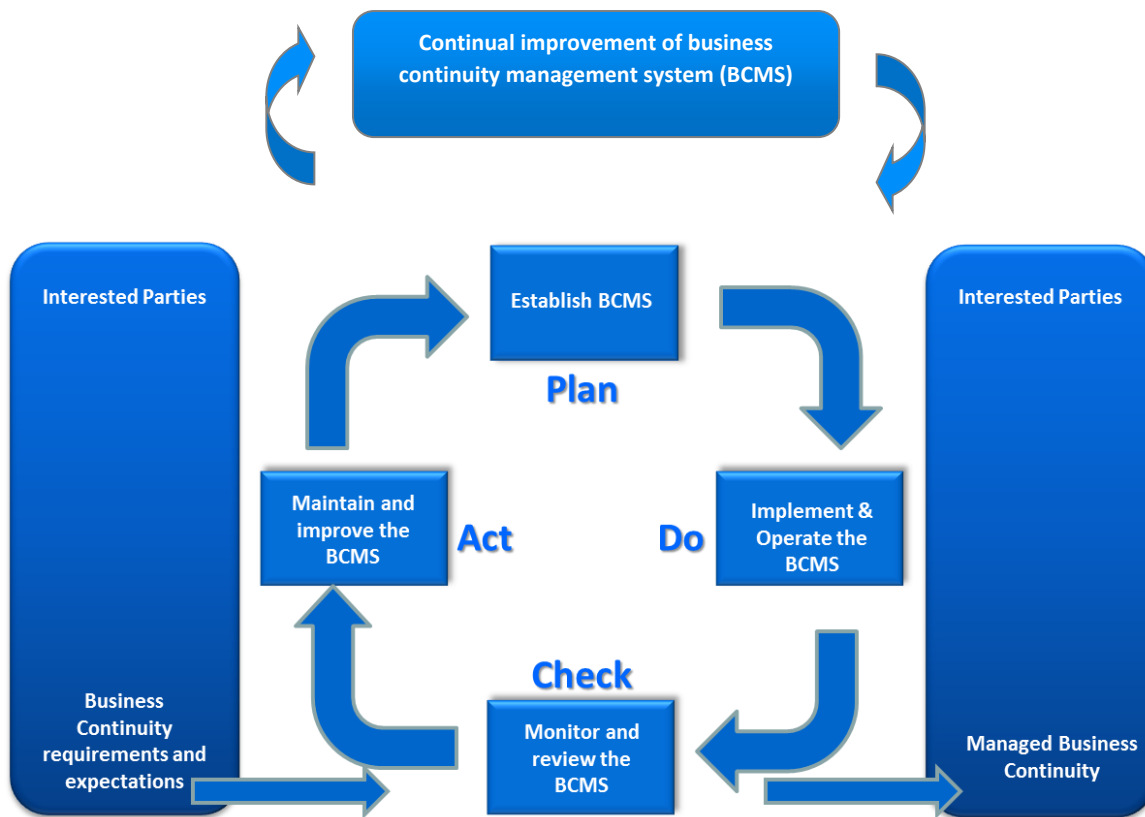 Continual improvement of business
continuity management system (BCMS)
Interested Parties
Business
Continuity
requirements and
expectations
Establish BCMS
Plan
Implement &
Operate the
BCMS
Do
Check
Monitor and
review the
BCMS
Maintain and
improve the
BCMS
Act
Interested Parties
Managed Business
Continuity